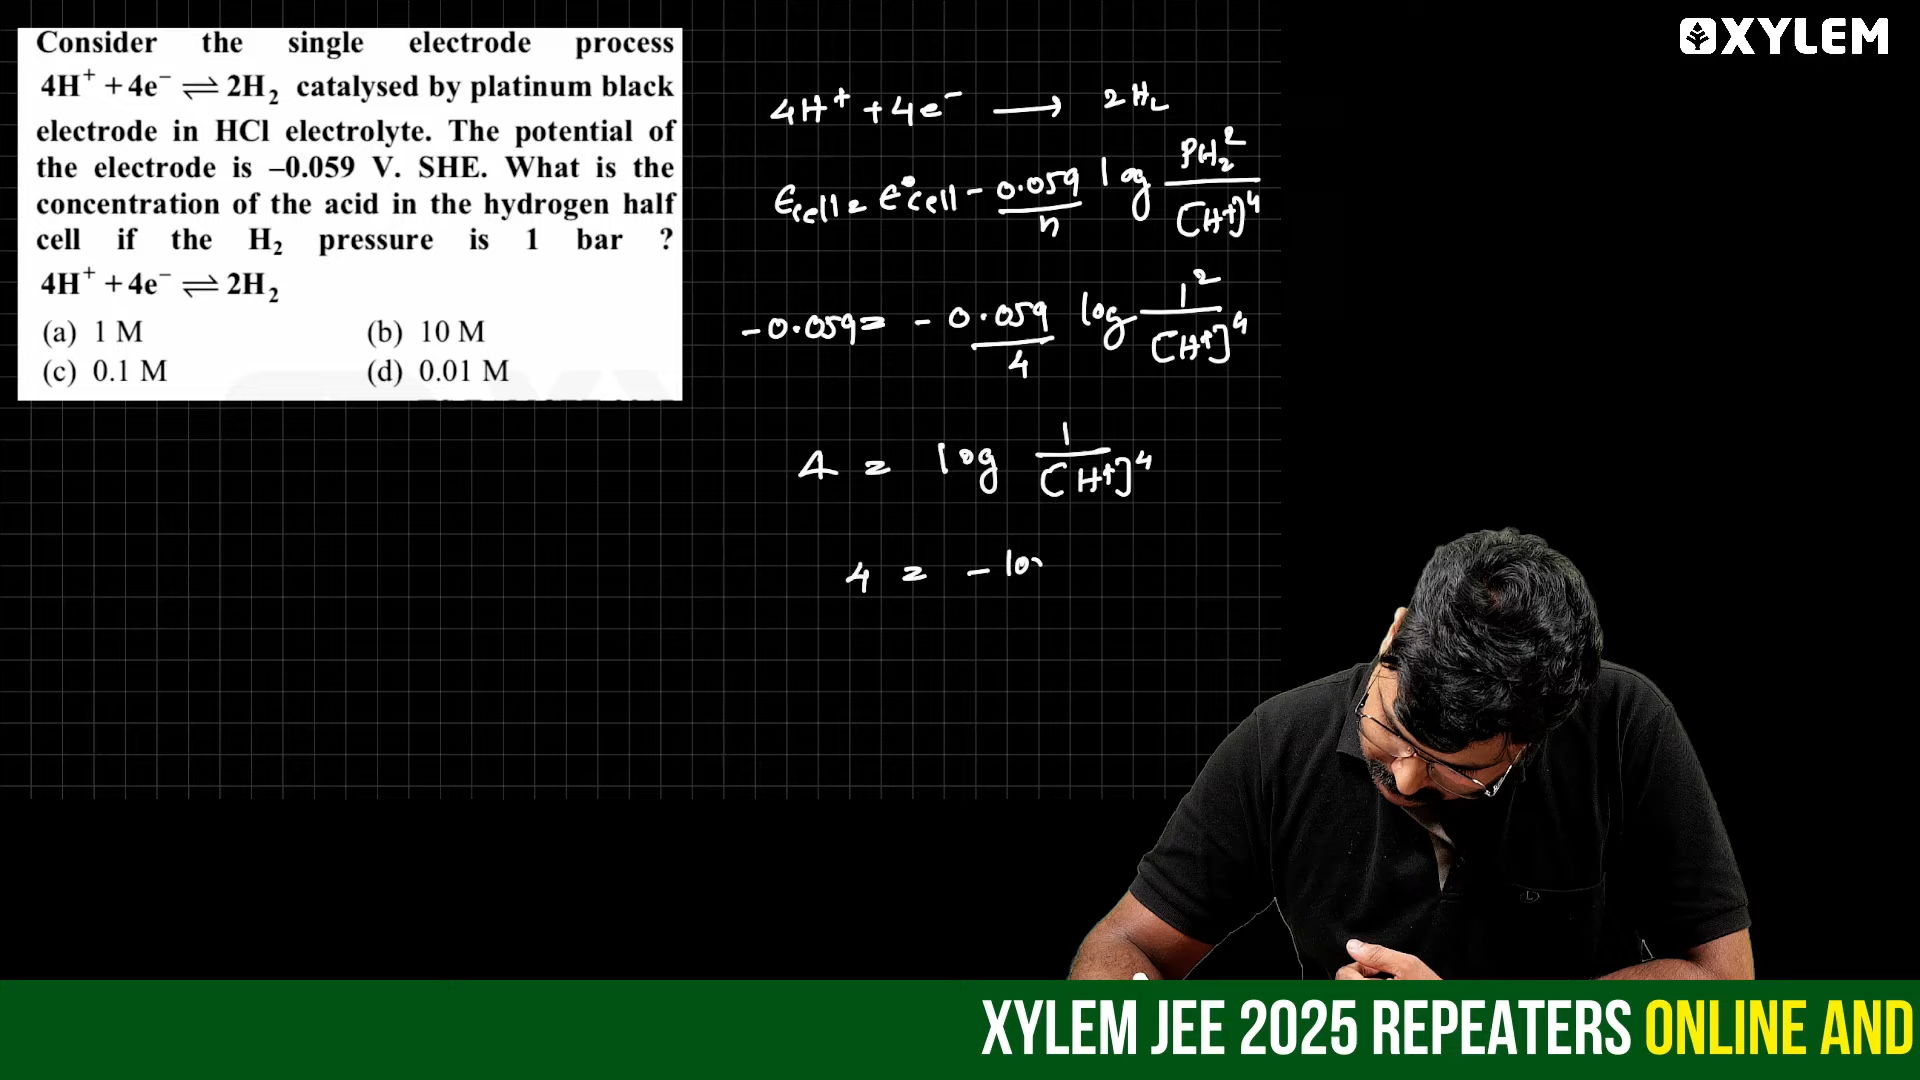 XYLEM
Consider the single electrode process
4H⁺ + 4e⁻ ⇌ 2H₂ catalysed by platinum black
electrode in HCl electrolyte. The potential of
the electrode is –0.059 V. SHE. What is the
concentration of the acid in the hydrogen half
cell if the H₂ pressure is 1 bar ?
4H⁺ + 4e⁻ ⇌ 2H₂
(a) 1 M (b) 10 M
(c) 0.1 M (d) 0.01 M
4H⁺ + 4e⁻ ⟶ 2H₂
Ecell = E°cell - 0.059/n log PH₂²/[H⁺]⁴
-0.059 = - 0.059/4 log 1²/[H⁺]⁴
4 = log 1/[H⁺]⁴
4 = - log
XYLEM JEE 2025 REPEATERS ONLINE AND